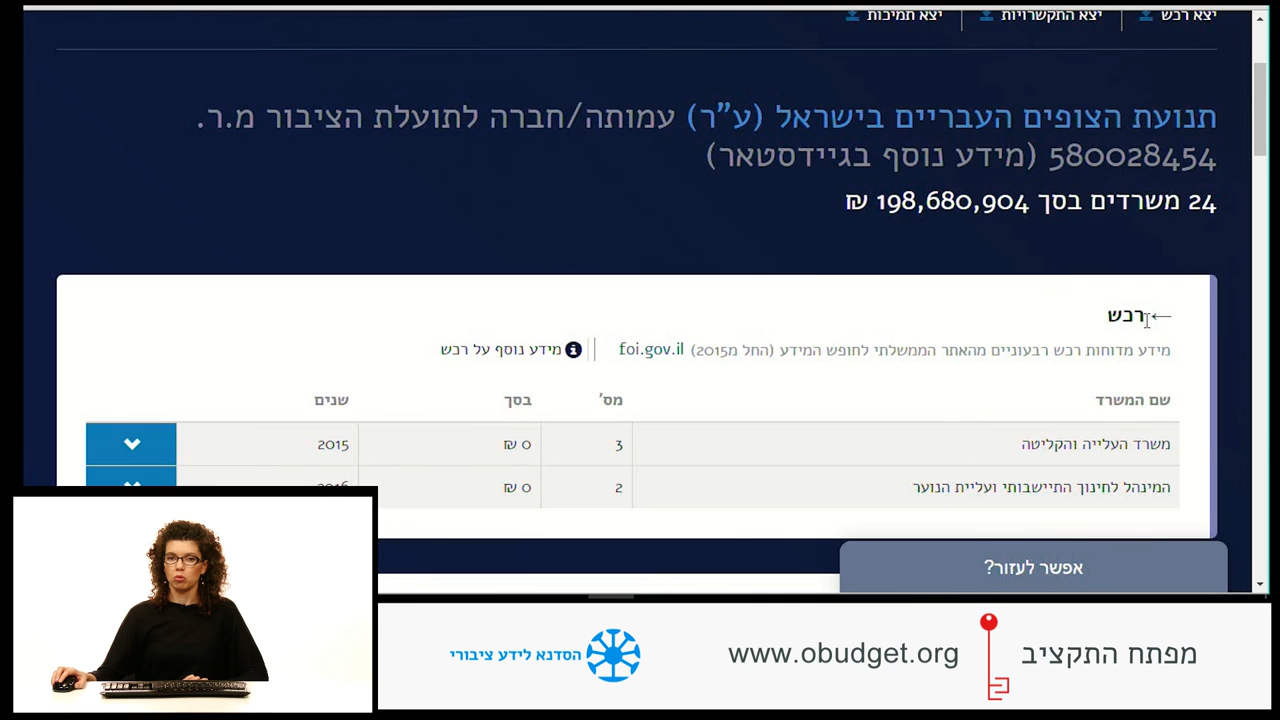 יצא רכש
יצא התקשרויות
יצא תמיכות
תנועת הצופים העבריים בישראל (ע"ר) עמותה/חברה לתועלת הציבור מ.ר.
580028454 (מידע נוסף בגיידסטאר)
24 משרדים בסך 198,680,904 ₪
← רכש
מידע מדוחות רכש רבעוניים מהאתר הממשלתי לחופש המידע (החל מ2015) foi.gov.il
מידע נוסף על רכש
שם המשרד מס' בסך שנים
משרד העלייה והקליטה 3 0 ₪ 2015
המינהל לחינוך התיישבותי ועליית הנוער 2 0 ₪ 2016
אפשר לעזור?
מפתח התקציב
www.obudget.org
הסדנא לידע ציבורי